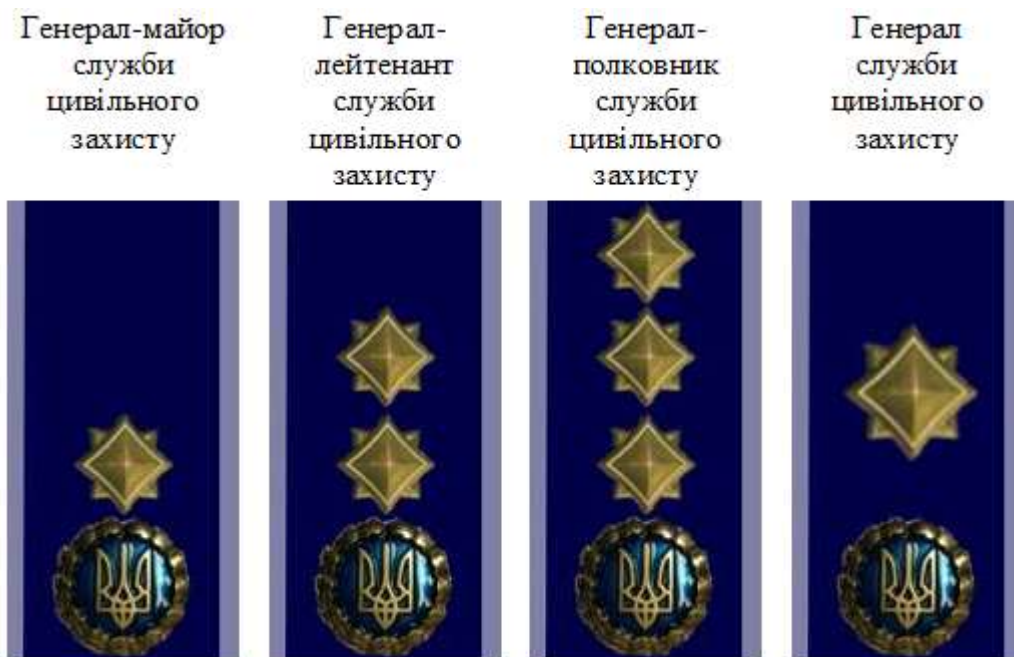 Генерал-майор
служби
цивільного
захисту
Генерал-
лейтенант
служби
цивільного
захисту
Генерал-
полковник
служби
цивільного
захисту
Генерал
служби
цивільного
захисту